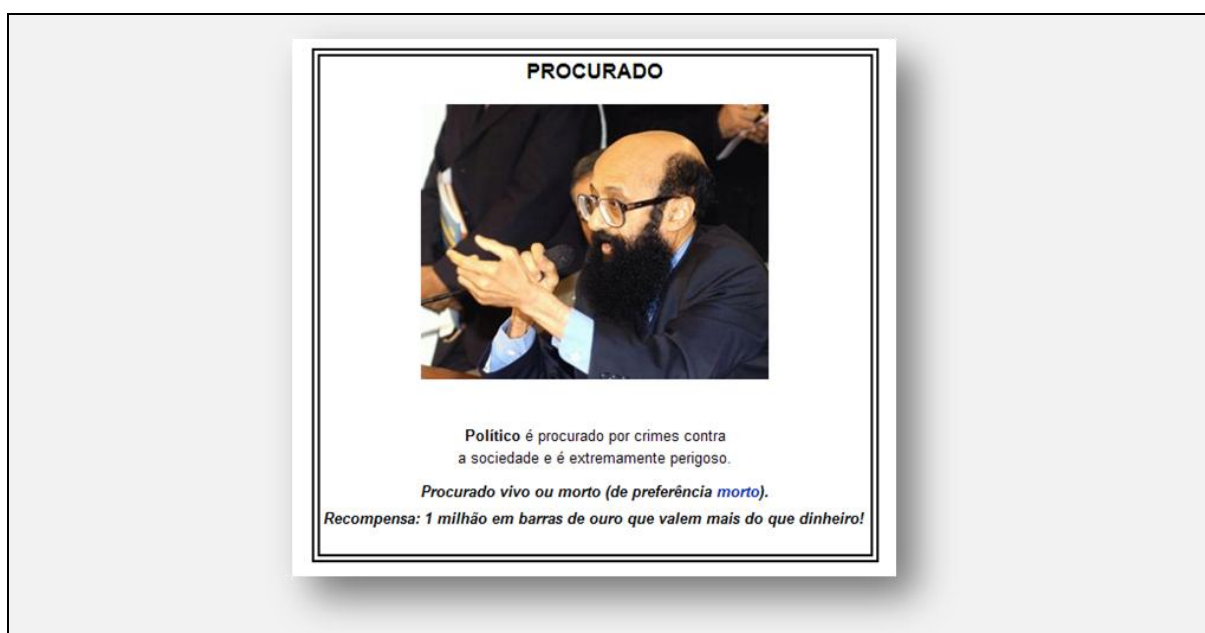 PROCURADO
Político é procurado por crimes contra
a sociedade e é extremamente perigoso.
Procurado vivo ou morto (de preferência morto).
Recompensa: 1 milhão em barras de ouro que valem mais do que dinheiro!